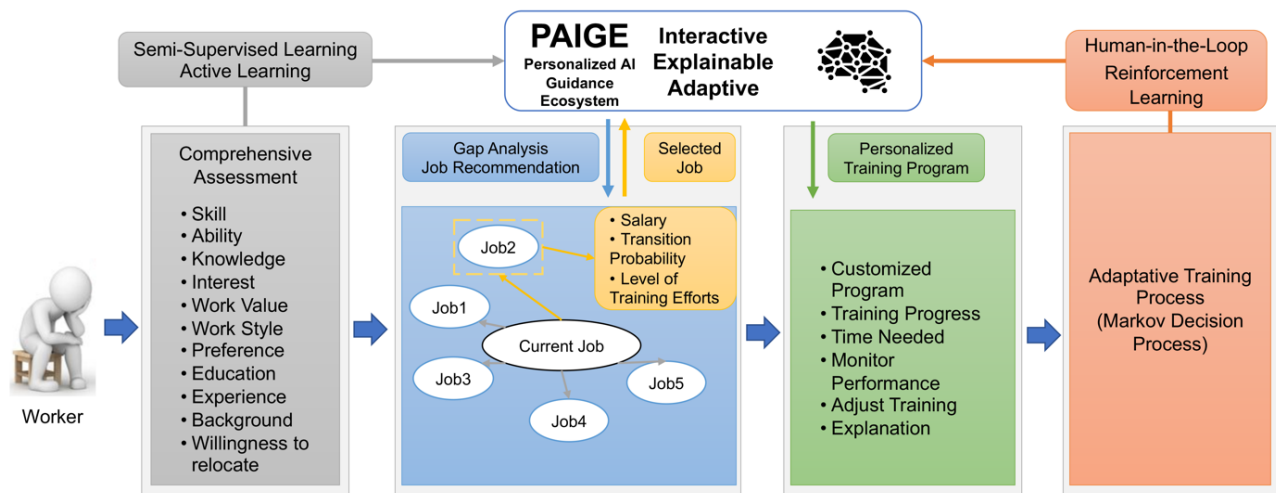 Semi-Supervised Learning
Active Learning
PAIGE
Personalized AI
Guidance
Ecosystem
Interactive
Explainable
Adaptive
Human-in-the-Loop
Reinforcement
Learning
Worker
Comprehensive
Assessment
• Skill
• Ability
• Knowledge
• Interest
• Work Value
• Work Style
• Preference
• Education
• Experience
• Background
• Willingness to
relocate
Gap Analysis
Job Recommendation
Selected
Job
• Salary
• Transition
Probability
• Level of
Training Efforts
Job2
Job1
Current Job
Job3
Job5
Job4
Personalized
Training Program
• Customized
Program
• Training Progress
• Time Needed
• Monitor
Performance
• Adjust Training
• Explanation
Adaptative Training
Process
(Markov Decision
Process)